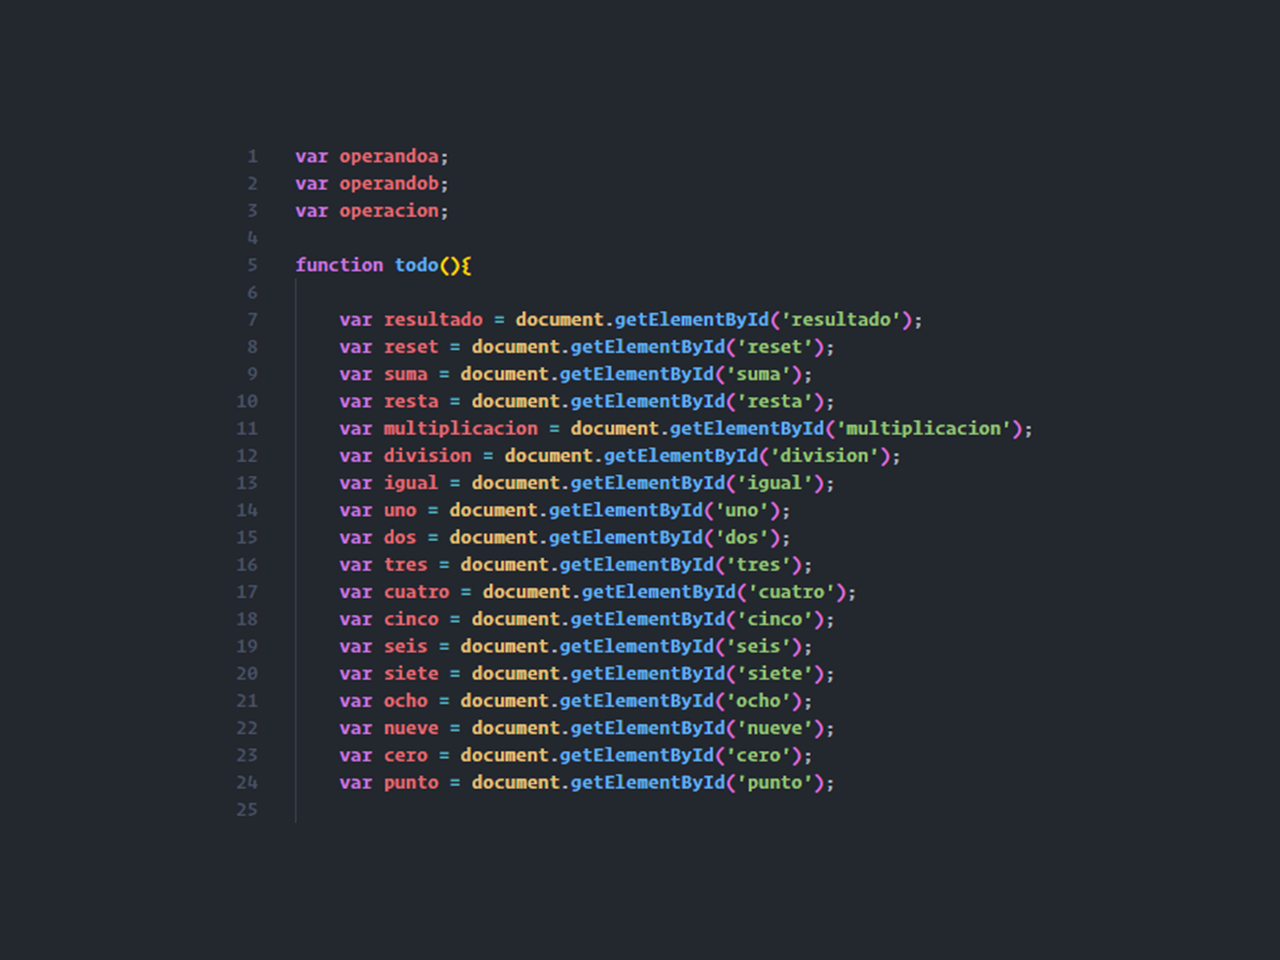 1 var operandoa;
2 var operandob;
3 var operacion;
4
5 function todo(){
6
7 var resultado = document.getElementById('resultado');
8 var reset = document.getElementById('reset');
9 var suma = document.getElementById('suma');
10 var resta = document.getElementById('resta');
11 var multiplicacion = document.getElementById('multiplicacion');
12 var division = document.getElementById('division');
13 var igual = document.getElementById('igual');
14 var uno = document.getElementById('uno');
15 var dos = document.getElementById('dos');
16 var tres = document.getElementById('tres');
17 var cuatro = document.getElementById('cuatro');
18 var cinco = document.getElementById('cinco');
19 var seis = document.getElementById('seis');
20 var siete = document.getElementById('siete');
21 var ocho = document.getElementById('ocho');
22 var nueve = document.getElementById('nueve');
23 var cero = document.getElementById('cero');
24 var punto = document.getElementById('punto');
25